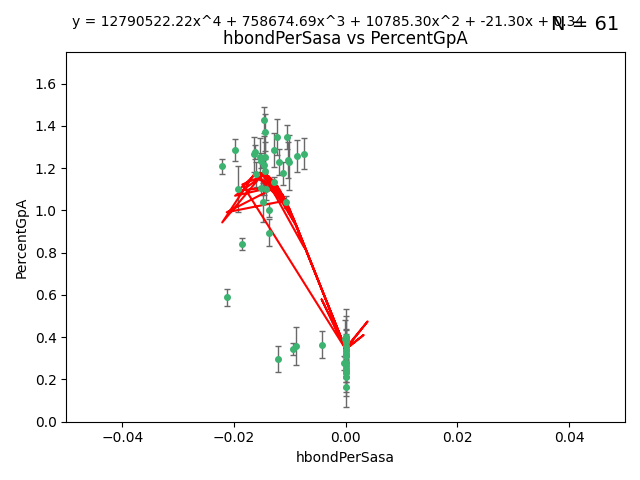 y = 12790522.22x^4 + 758674.69x^3 + 10785.30x^2 + -21.30x + 0.34
N = 61
hbondPerSasa vs PercentGpA
1.6
1.4
1.2
1.0
0.8
0.6
0.4
0.2
0.0
PercentGpA
−0.04 −0.02 0.00 0.02 0.04
hbondPerSasa